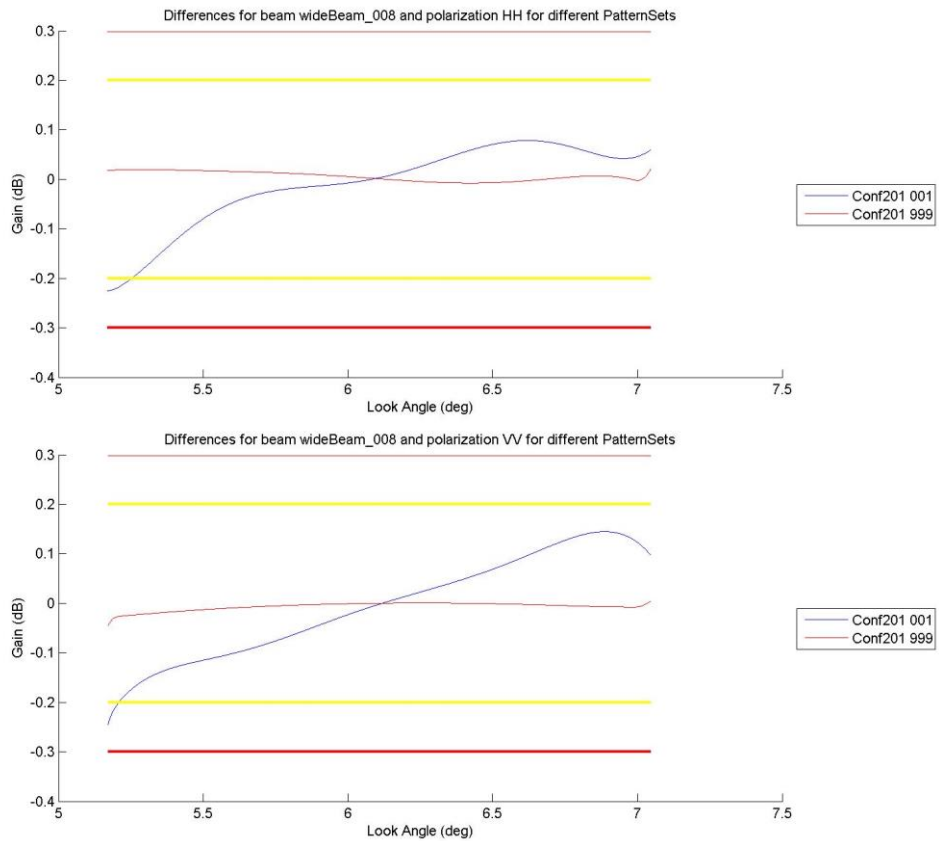 Differences for beam wideBeam_008 and polarization HH for different PatternSets
0.3
0.2
0.1
0
-0.1
-0.2
-0.3
-0.4
Gain (dB)
5
5.5
6
6.5
7
7.5
Look Angle (deg)
Conf201 001
Conf201 999
Differences for beam wideBeam_008 and polarization VV for different PatternSets
0.3
0.2
0.1
0
-0.1
-0.2
-0.3
-0.4
Gain (dB)
5
5.5
6
6.5
7
7.5
Look Angle (deg)
Conf201 001
Conf201 999